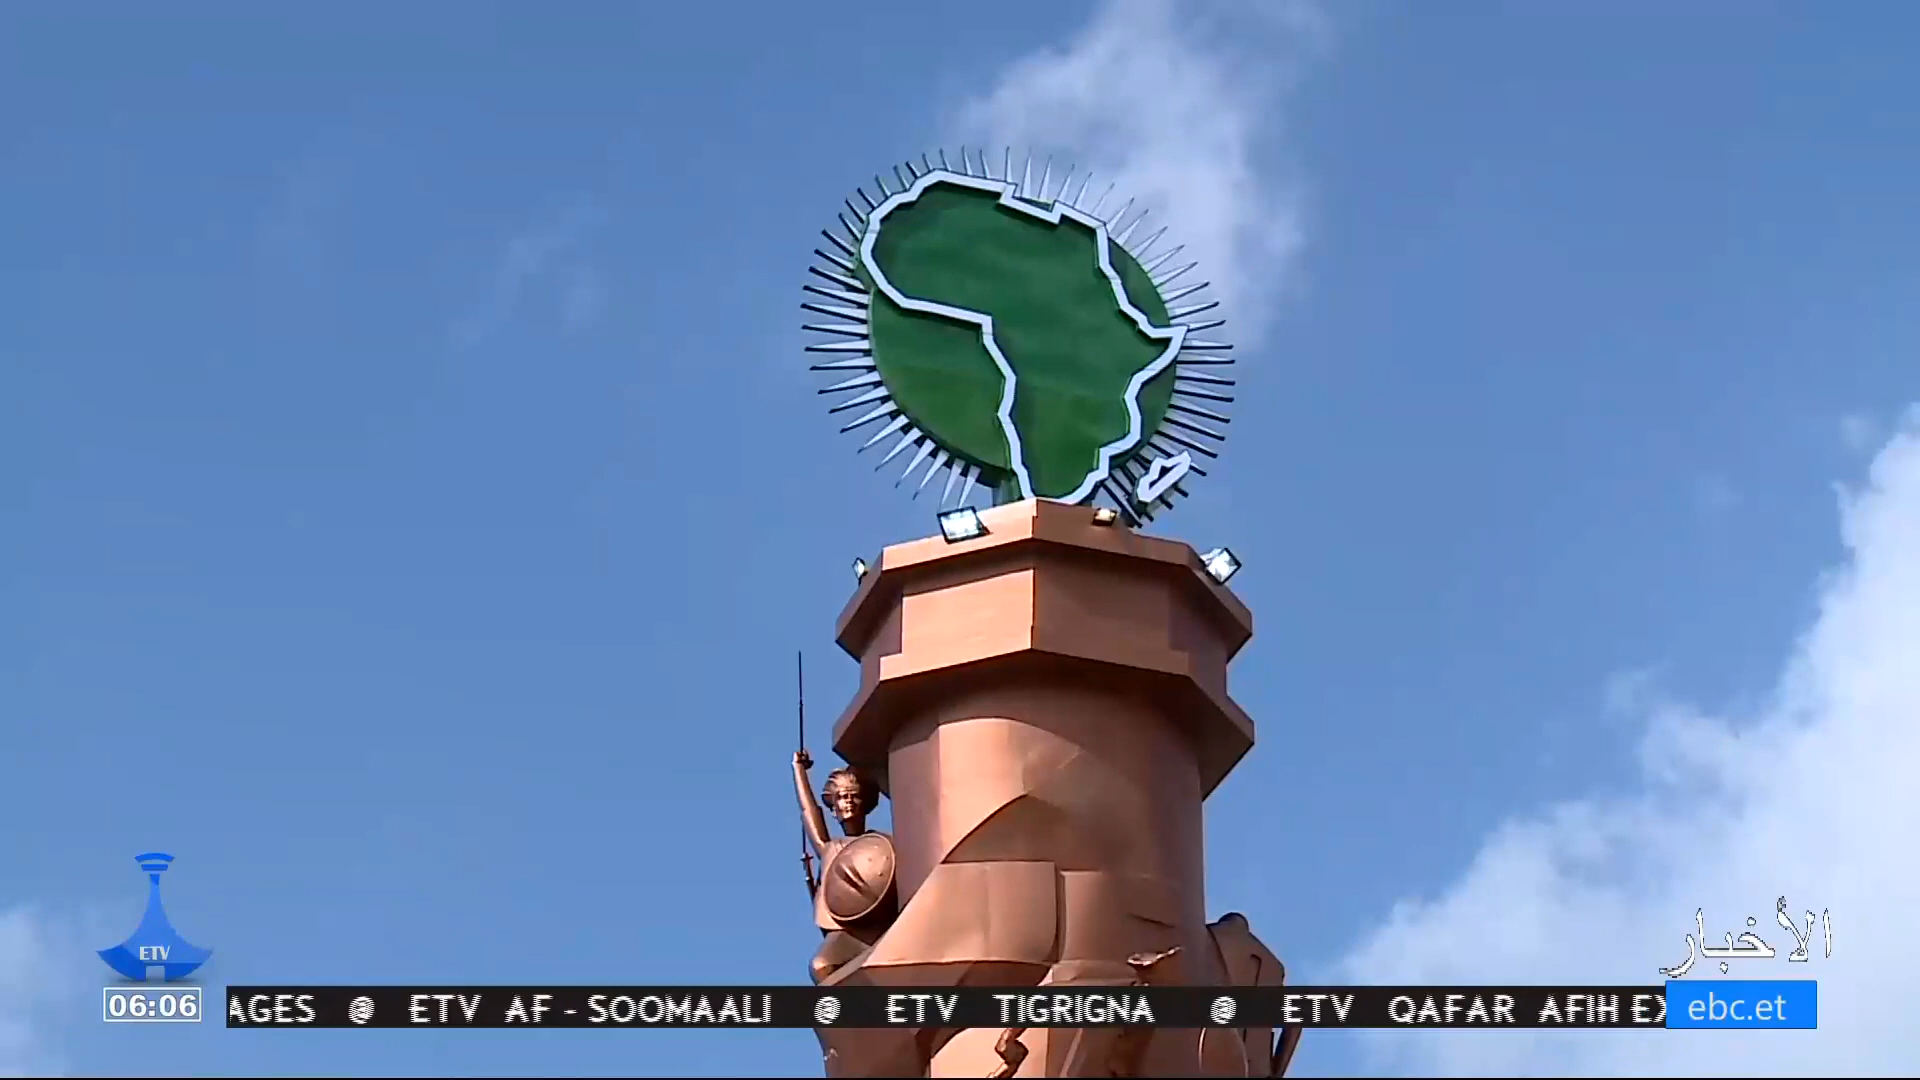 الأخبار
ETV
06:06
AGES @ ETV AF - SOOMAALI @ ETV TIGRIGNA @ ETV QAFAR AFIH EX
ebc.et